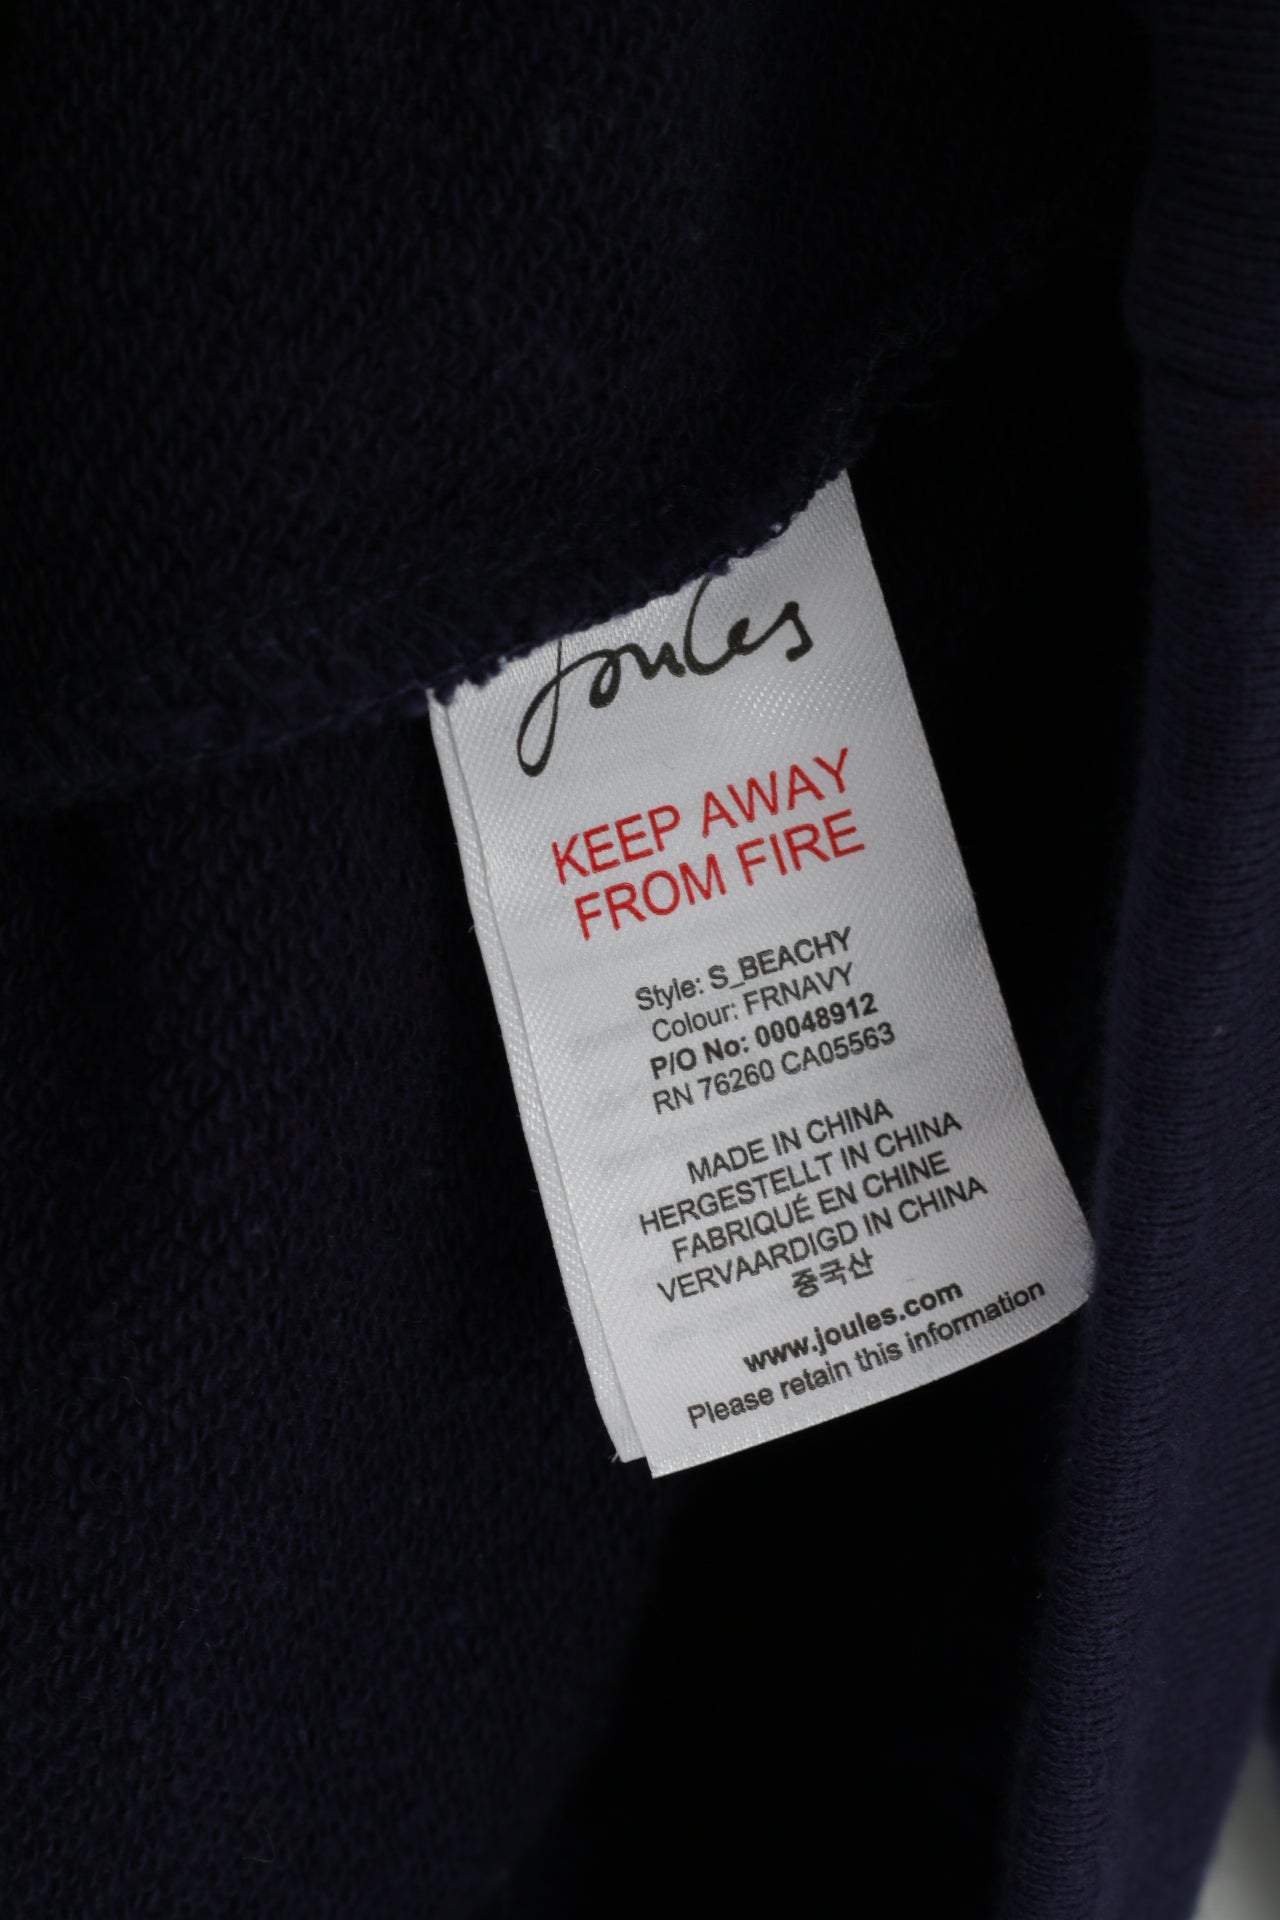 Joules
KEEP AWAY
FROM FIRE
Style: S_BEACHY
Colour: FRNAVY
P/O No: 00048912
RN 76260 CA05563
MADE IN CHINA
HERGESTELLT IN CHINA
FABRIQUÉ EN CHINE
VERVAARDIGD IN CHINA
중국산
www.joules.com
Please retain this information